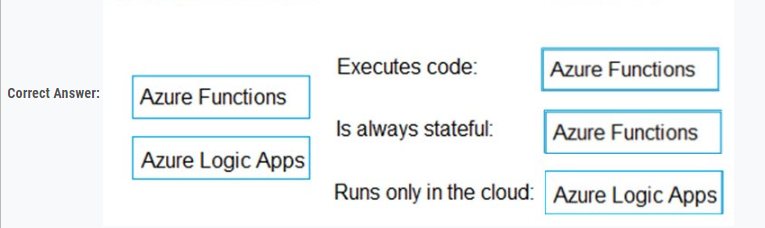 Correct Answer:
Azure Functions
Azure Logic Apps
Executes code: Azure Functions
Is always stateful: Azure Functions
Runs only in the cloud: Azure Logic Apps